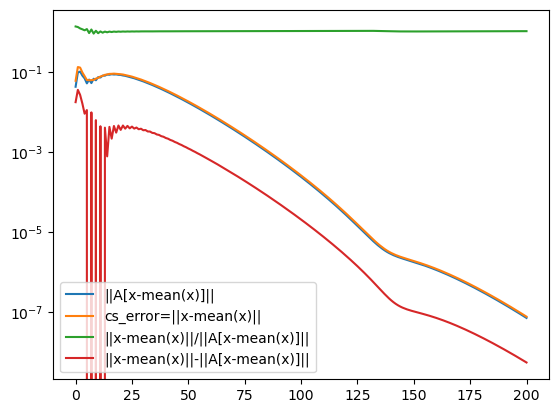 10⁻¹
10⁻³
10⁻⁵
10⁻⁷
||A[x-mean(x)]||
cs_error=||x-mean(x)||
||x-mean(x)||/||A[x-mean(x)]||
||x-mean(x)||-||A[x-mean(x)]||
0 25 50 75 100 125 150 175 200